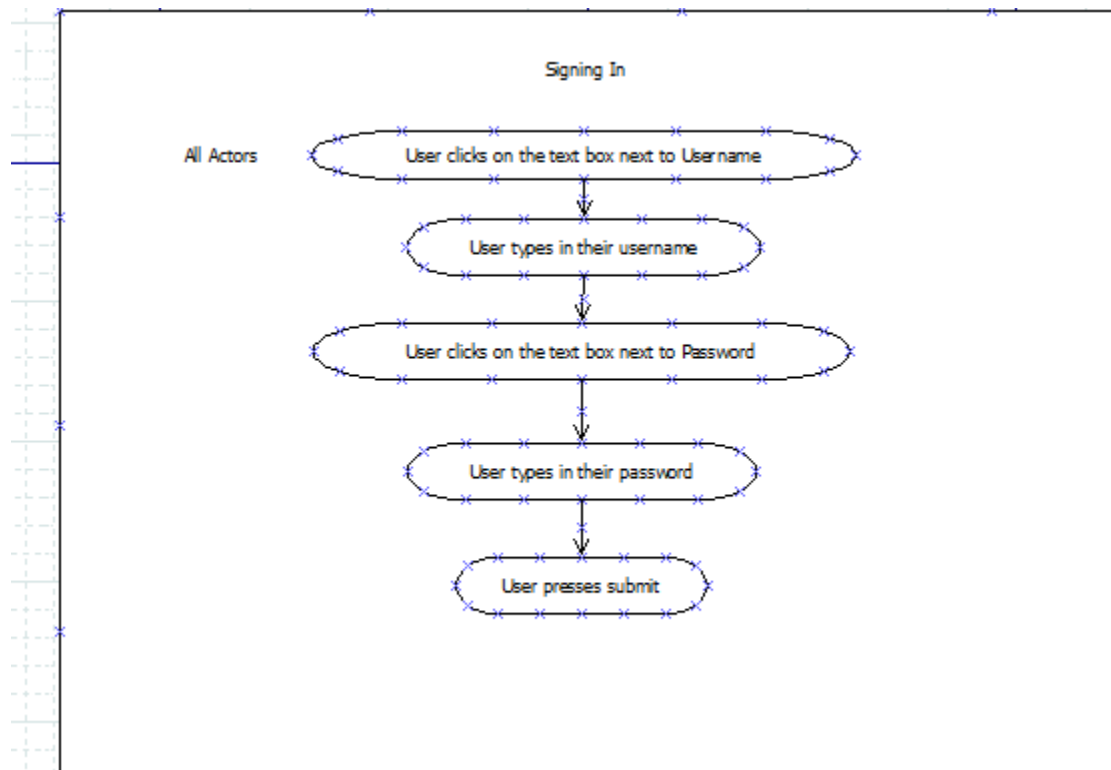 Signing In
All Actors
User clicks on the text box next to Username
User types in their username
User clicks on the text box next to Password
User types in their password
User presses submit